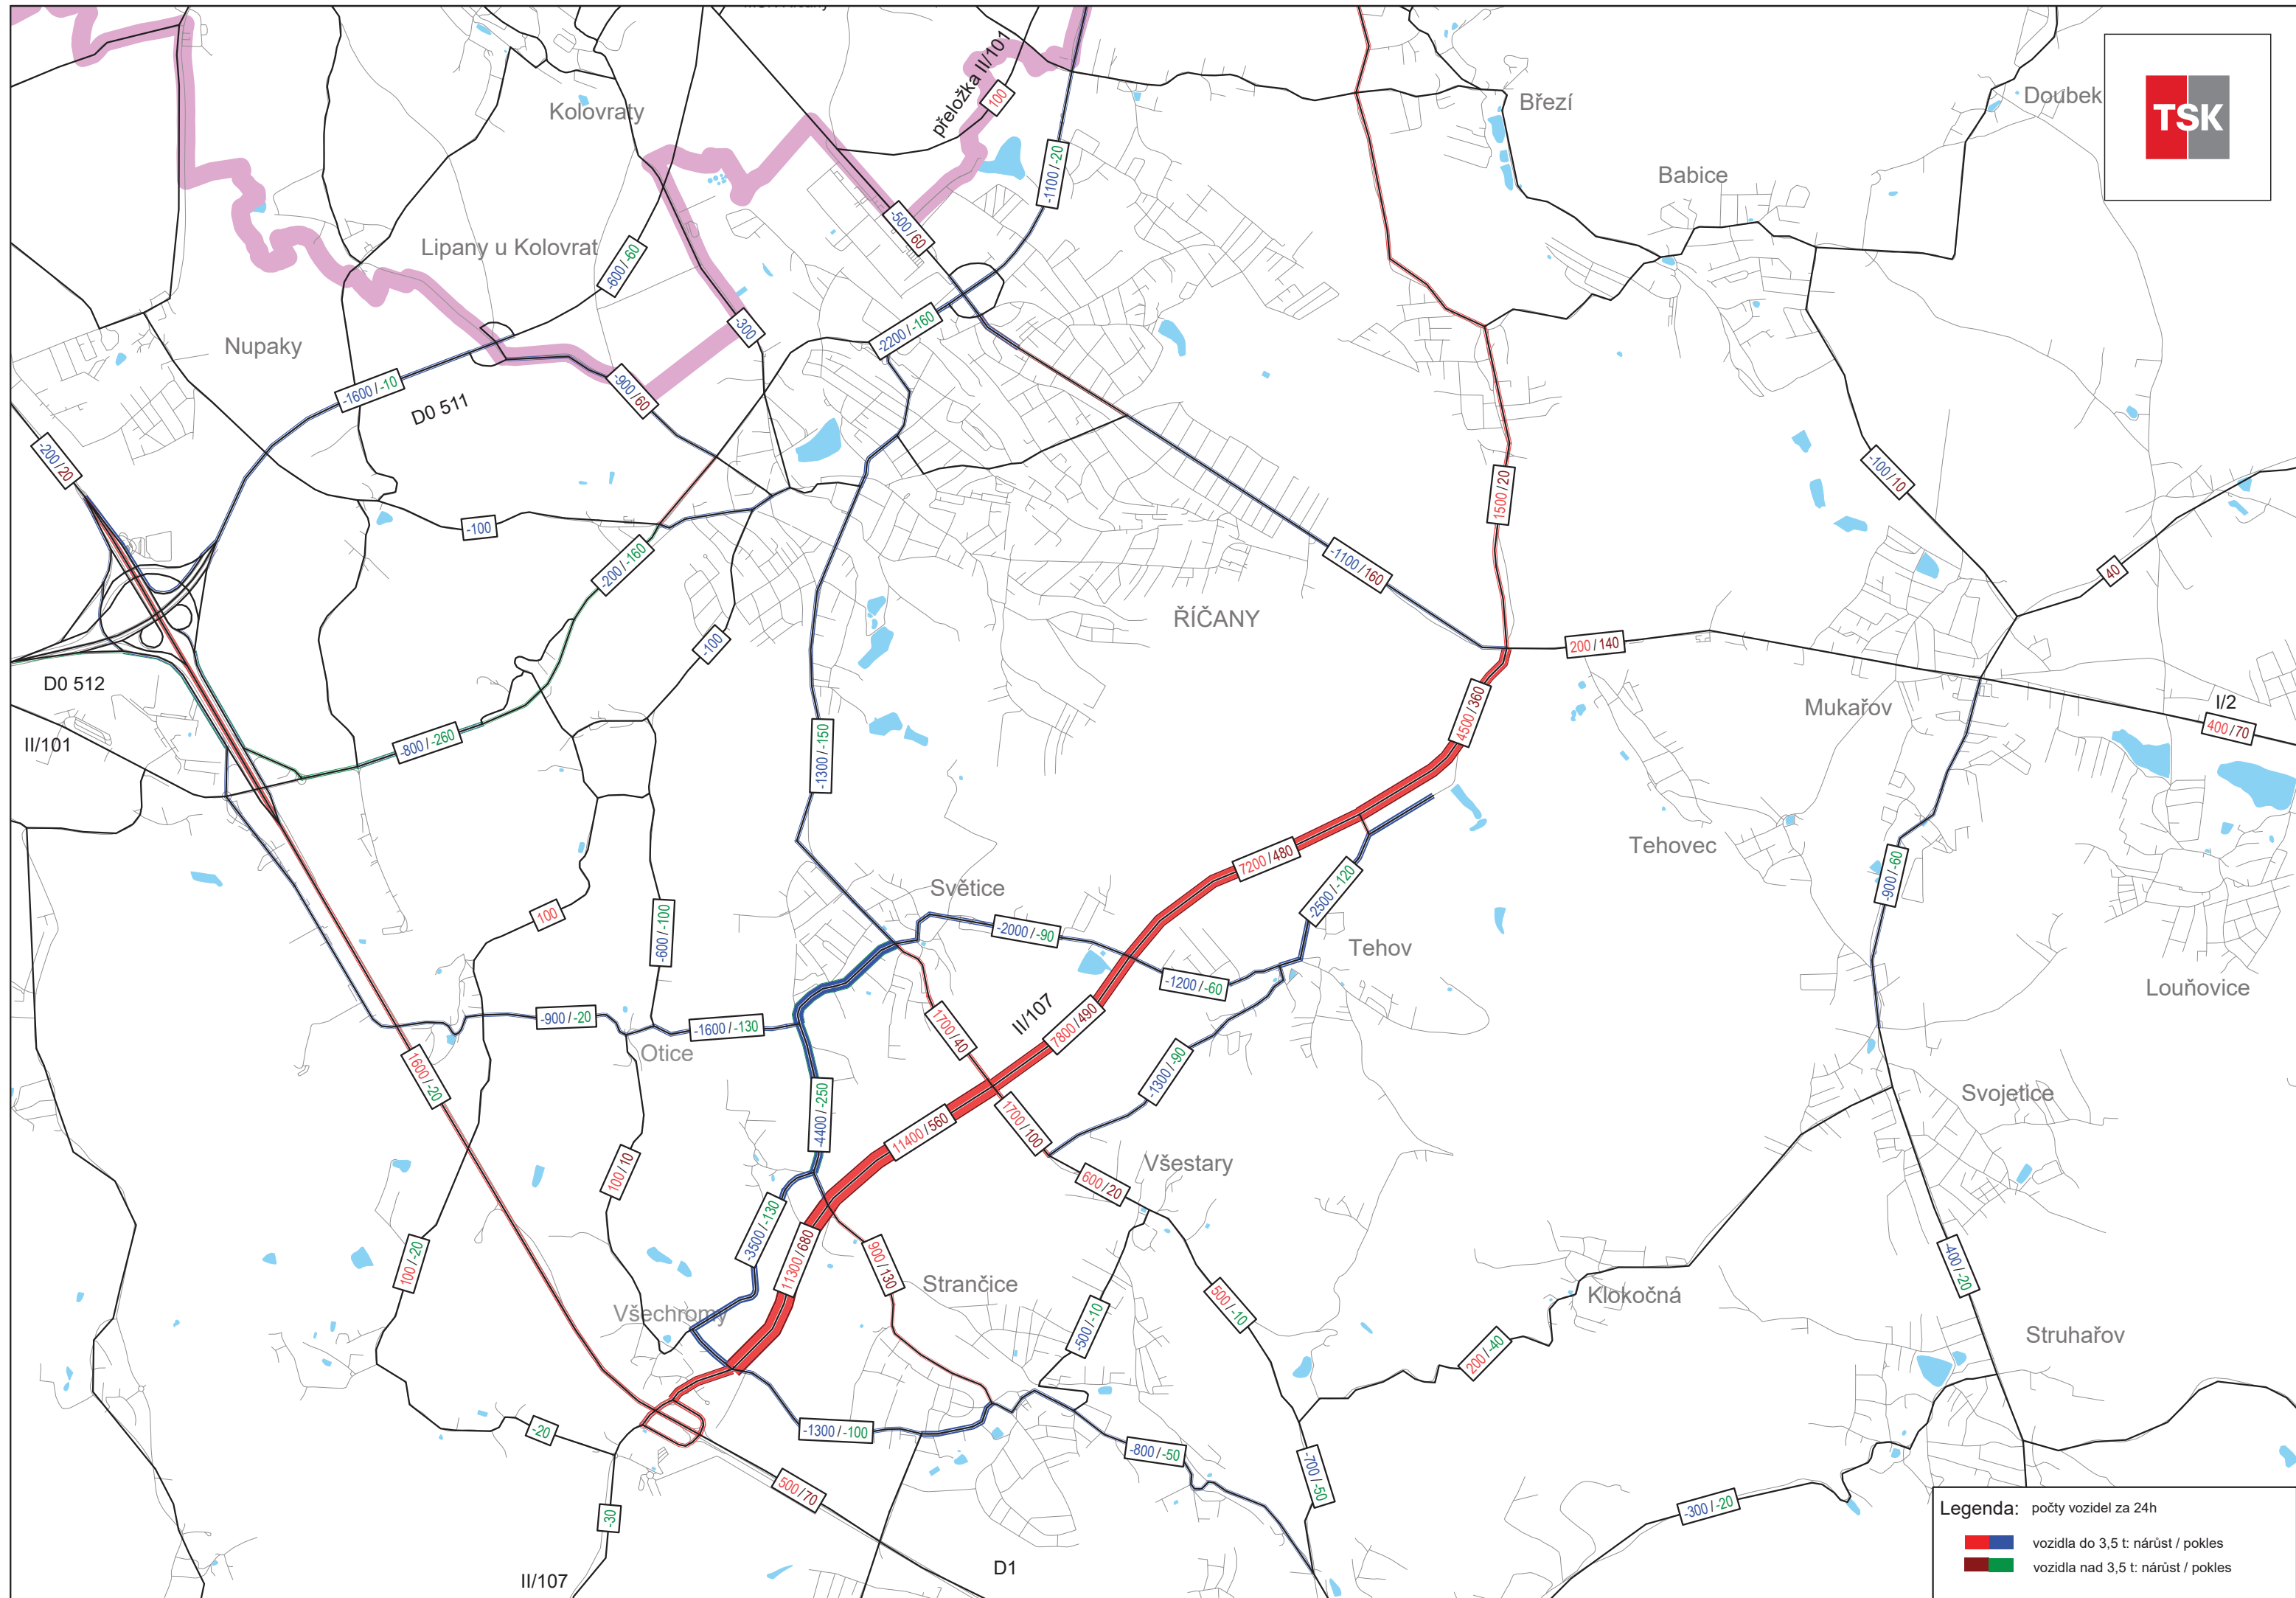 Kolovraty
přeložka II/101
100
Březí
Doubek
TSK
-1100/-20
Babice
-500/60
Lipany u Kolovrat
-600/-60
-300
-2200/-160
Nupaky
-1600/-10
-900/60
D0 511
-200/20
-100
-200/-160
1500/20
-100/10
-1100/160
40
ŘÍČANY
-100
200/140
D0 512
Mukařov
I/2
400/70
II/101
-800/-260
-1300/-150
4500/360
Tehovec
7200/480
-2500/-120
-900/-60
Světice
100
-600/-100
-2000/-90
Tehov
-1200/-60
Louňovice
II/107
-900/-20
-1600/-130
Otice
1700/40
7800/490
1600/-20
-1300/-90
Svojetice
-4400/-250
11400/560
1700/100
Všestary
100/10
600/20
-3500/-130
11300/680
900/130
100/-20
Strančice
-400/-20
Klokočná
500/-10
Všechromy
-500/-10
Struhařov
200/-40
-20
-1300/-100
-800/-50
500/70
-700/-50
-300/-20
-30
D1
II/107
Legenda: počty vozidel za 24h
vozidla do 3,5 t: nárůst / pokles
vozidla nad 3,5 t: nárůst / pokles